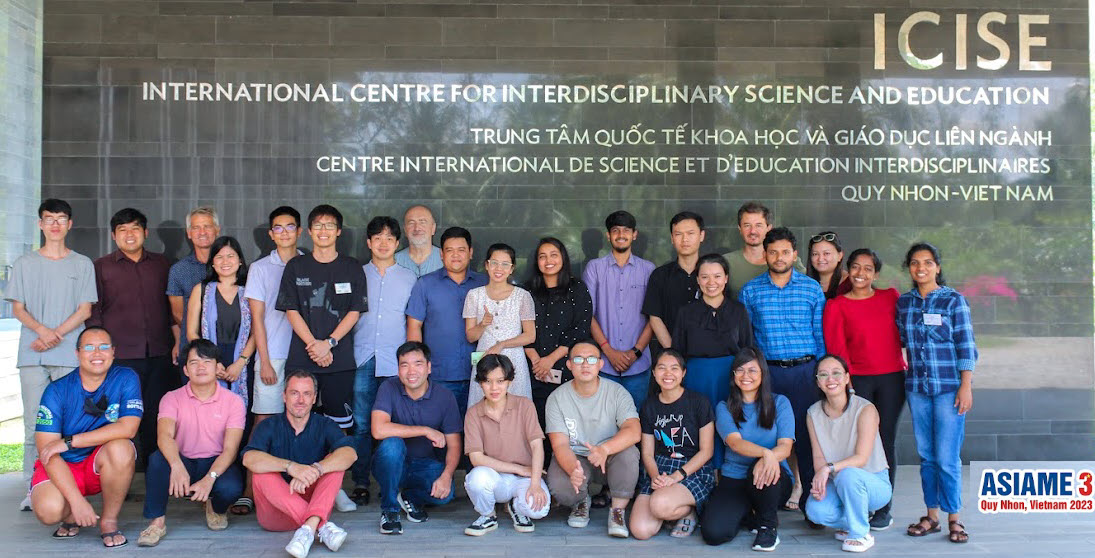 ICISE
INTERNATIONAL CENTRE FOR INTERDISCIPLINARY SCIENCE AND EDUCATION
TRUNG TÂM QUỐC TẾ KHOA HỌC VÀ GIÁO DỤC LIÊN NGÀNH
CENTRE INTERNATIONAL DE SCIENCE ET D'EDUCATION INTERDISCIPLINAIRES
QUY NHON-VIET NAM
ASIAME 3
Quy Nhon, Vietnam 2023